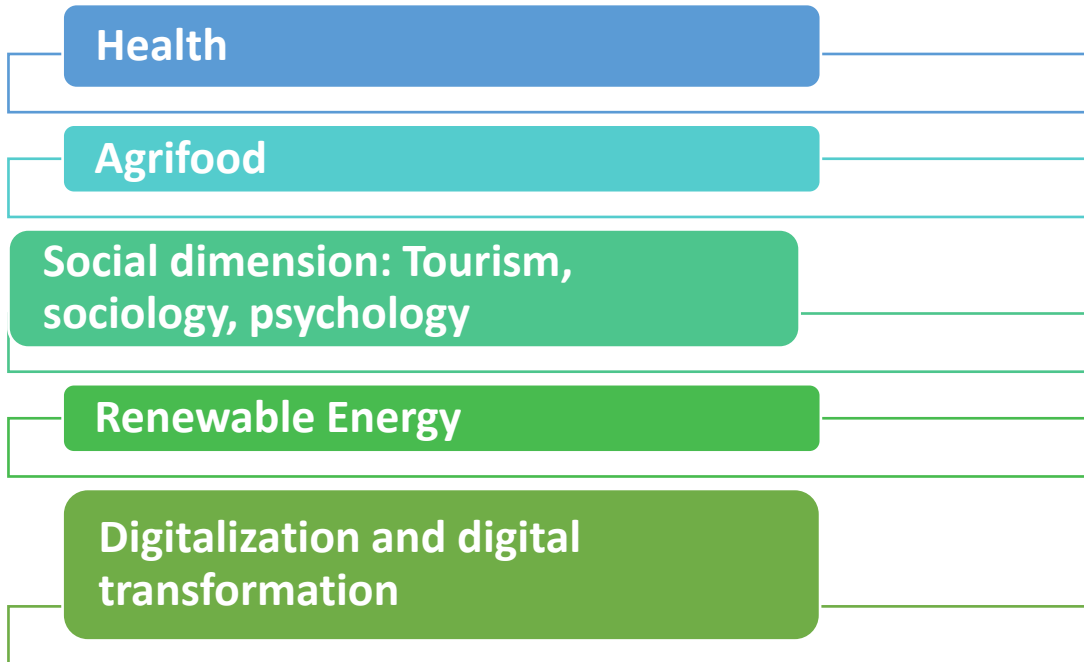 Health
Agrifood
Social dimension: Tourism,
sociology, psychology
Renewable Energy
Digitalization and digital
transformation